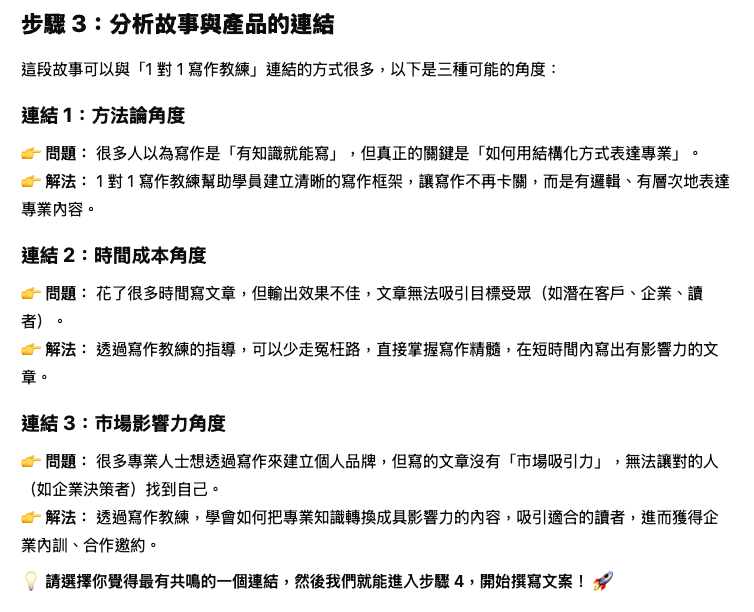 步驟 3：分析故事與產品的連結
這段故事可以與「1 對 1 寫作教練」連結的方式很多，以下是三種可能的角度：
連結 1：方法論角度
👉 問題： 很多人以為寫作是「有知識就能寫」，但真正的關鍵是「如何用結構化方式表達專業」。
👉 解法： 1 對 1 寫作教練幫助學員建立清晰的寫作框架，讓寫作不再卡關，而是有邏輯、有層次地表達
專業內容。
連結 2：時間成本角度
👉 問題： 花了很多時間寫文章，但輸出效果不佳，文章無法吸引目標受眾（如潛在客戶、企業、讀
者）。
👉 解法： 透過寫作教練的指導，可以少走冤枉路，直接掌握寫作精髓，在短時間內寫出有影響力的文
章。
連結 3：市場影響力角度
👉 問題： 很多專業人士想透過寫作來建立個人品牌，但寫的文章沒有「市場吸引力」，無法讓對的人
（如企業決策者）找到自己。
👉 解法： 透過寫作教練，學會如何把專業知識轉換成具影響力的內容，吸引適合的讀者，進而獲得企
業內訓、合作邀約。
💡 請選擇你覺得最有共鳴的一個連結，然後我們就能進入步驟 4，開始撰寫文案！ 🚀